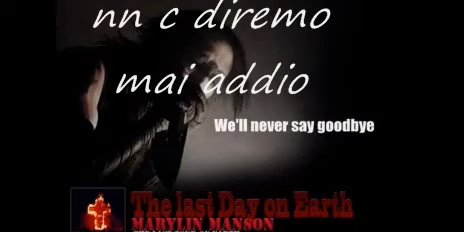 nn c diremo
mai addio
We'll never say goodbye
The last Day on Earth
MARYLIN MANSON